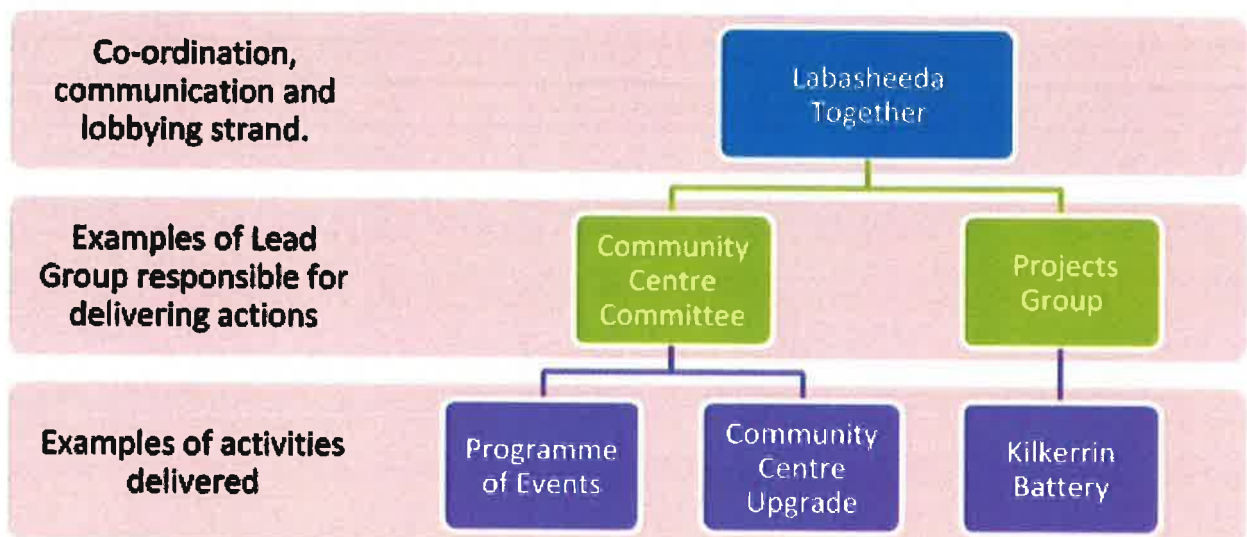 Co-ordination,
communication and
lobbying strand.
Labasheeda
Together
Examples of Lead
Group responsible for
delivering actions
Community
Centre
Committee
Projects
Group
Examples of activities
delivered
Programme
of Events
Community
Centre
Upgrade
Kilkerrin
Battery